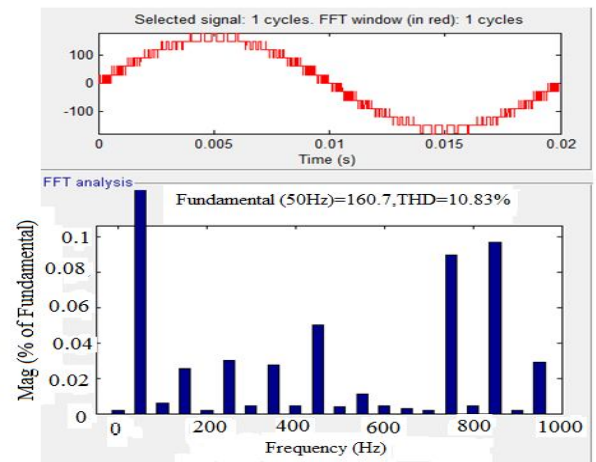 Selected signal: 1 cycles. FFT window (in red): 1 cycles
100
0
-100
0 0.005 0.01 0.015 0.02
Time (s)
FFT analysis
Fundamental (50Hz)=160.7,THD=10.83%
Mag (% of Fundamental)
0.1
0.08
0.06
0.04
0.02
0
0 200 400 600 800 1000
Frequency (Hz)